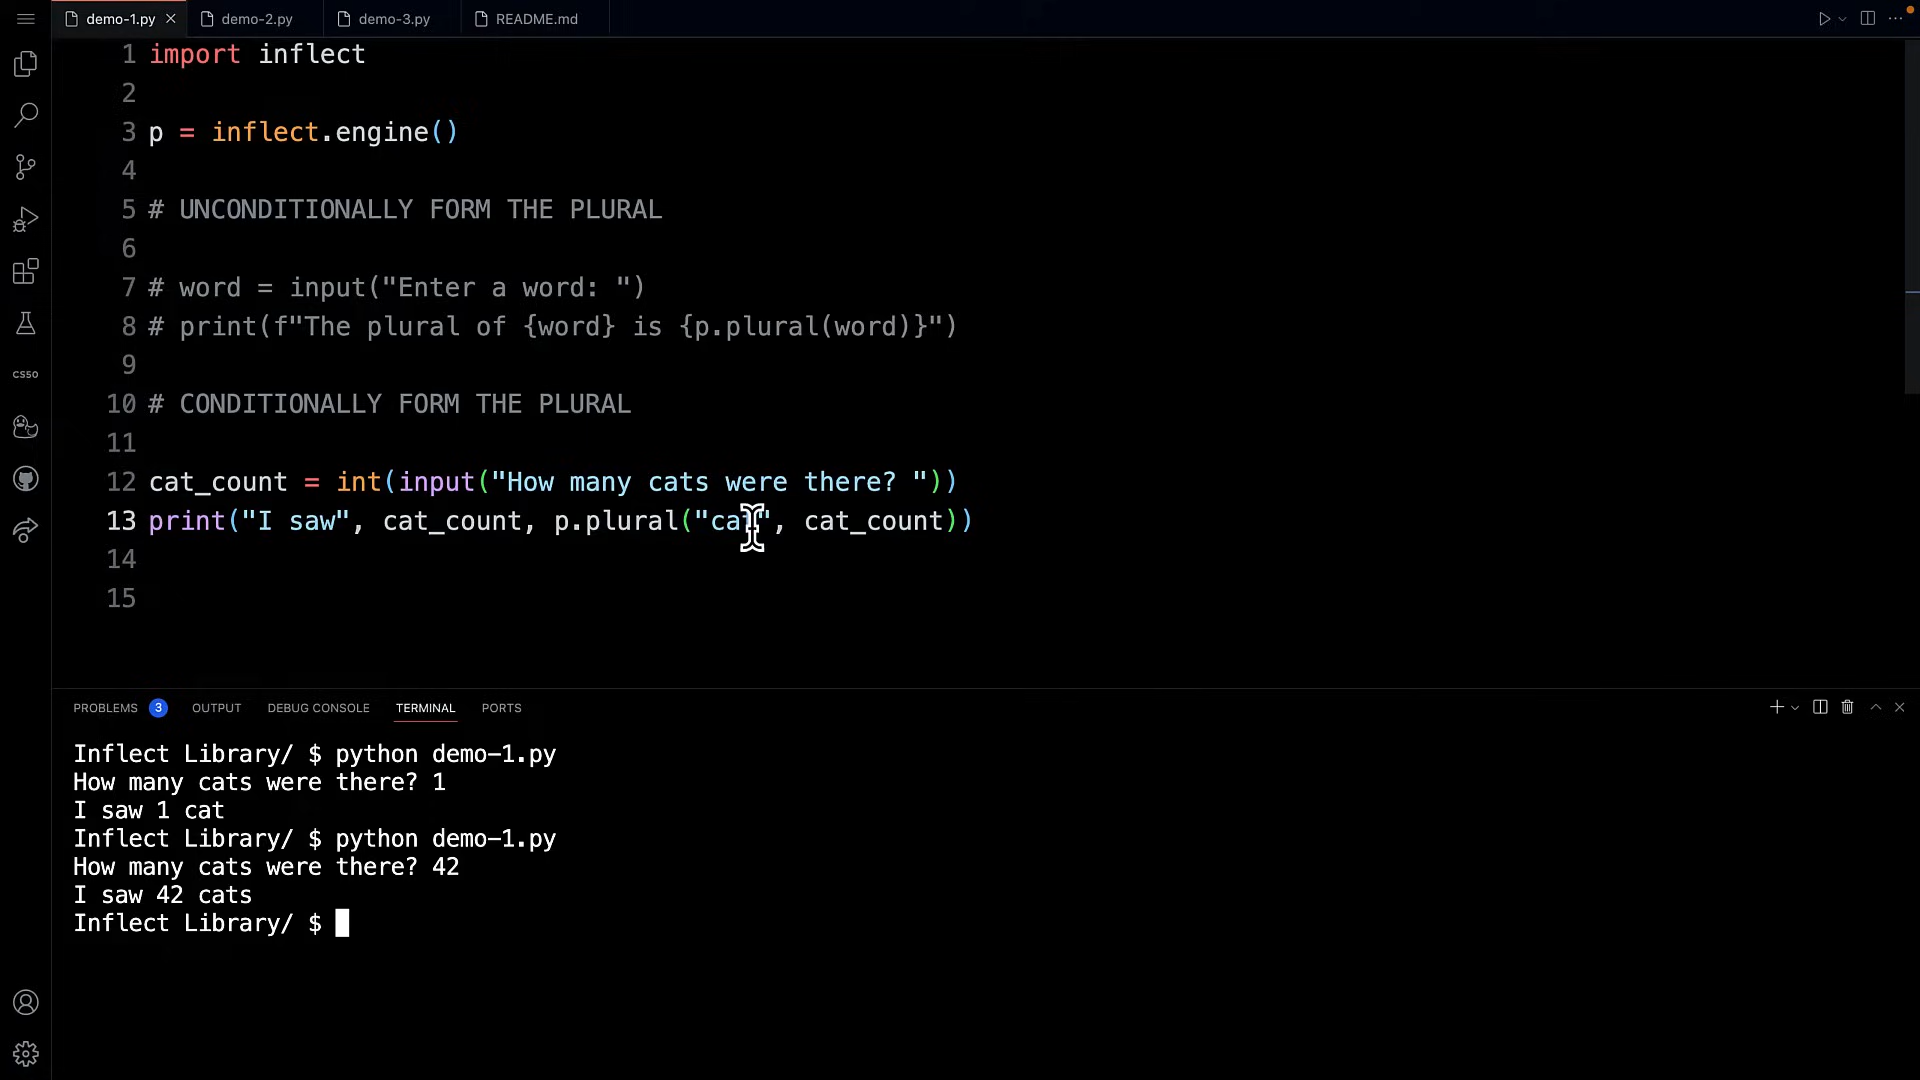 demo-1.py
demo-2.py
demo-3.py
README.md
1 import inflect
2
3 p = inflect.engine()
4
5 # UNCONDITIONALLY FORM THE PLURAL
6
7 # word = input("Enter a word: ")
8 # print(f"The plural of {word} is {p.plural(word)}")
9
10 # CONDITIONALLY FORM THE PLURAL
11
12 cat_count = int(input("How many cats were there? "))
13 print("I saw", cat_count, p.plural("cat", cat_count))
14
15
CS50
PROBLEMS 3 OUTPUT DEBUG CONSOLE TERMINAL PORTS
Inflect Library/ $ python demo-1.py
How many cats were there? 1
I saw 1 cat
Inflect Library/ $ python demo-1.py
How many cats were there? 42
I saw 42 cats
Inflect Library/ $